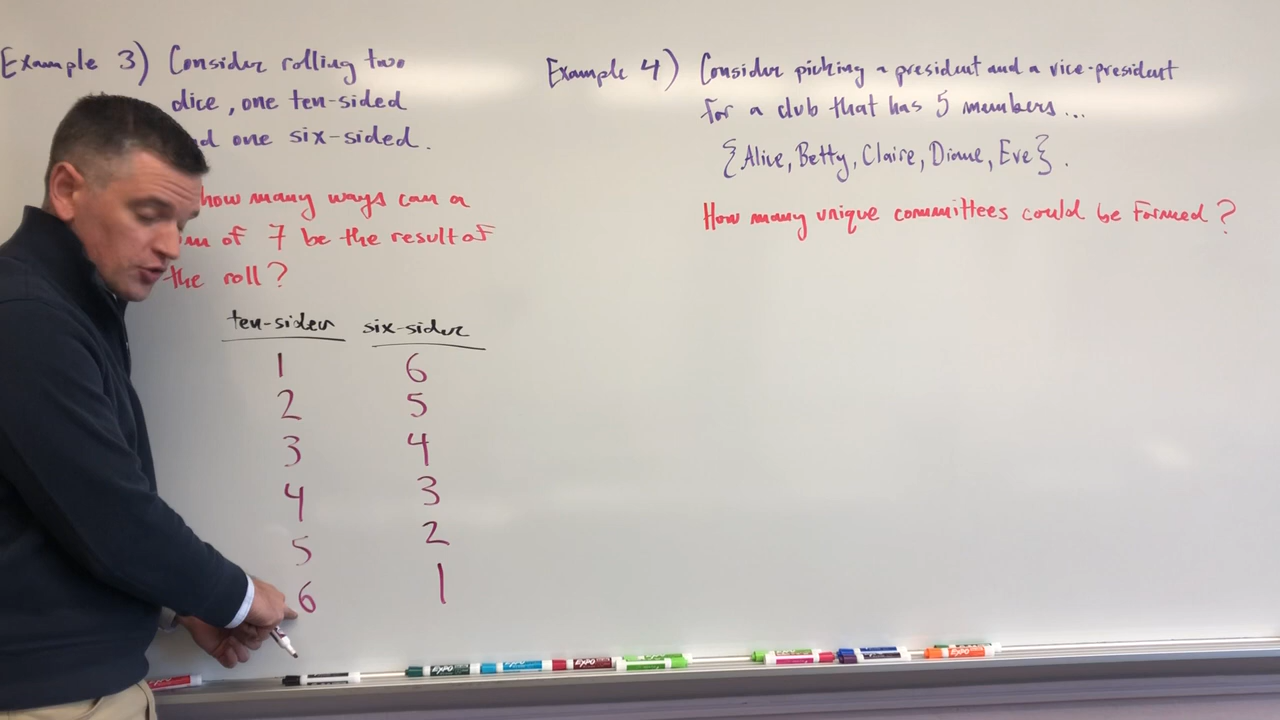 Example 3) Consider rolling two
dice, one ten-sided
one six-sided.
how many ways can a
of 7 be the result of
the roll?
ten-sider six-sider
1 6
2 5
3 4
4 3
5 2
6 1
Example 4) Consider picking a president and a vice-president
for a club that has 5 members...
{Alice, Betty, Claire, Diane, Eve}.
How many unique committees could be formed?